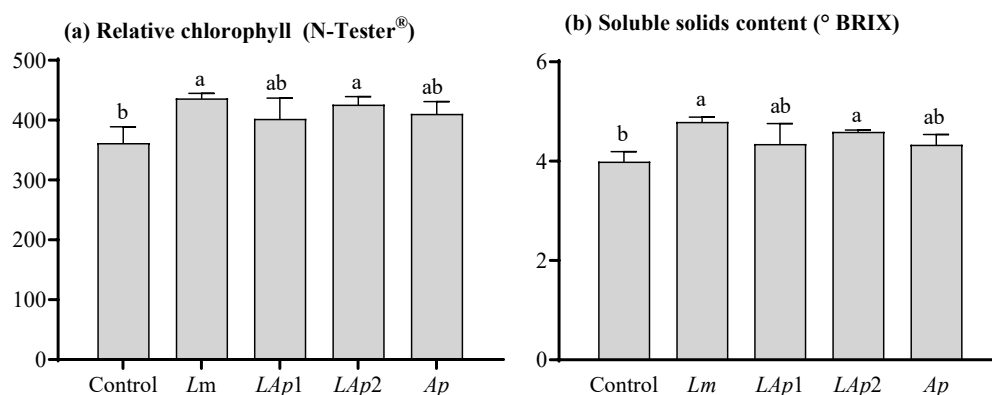 (a) Relative chlorophyll (N-Tester®)
500
400
300
200
100
0
b
a
ab
a
ab
Control Lm LAp1 LAp2 Ap
(b) Soluble solids content (° BRIX)
6
4
2
0
b
a
ab
a
ab
Control Lm LAp1 LAp2 Ap